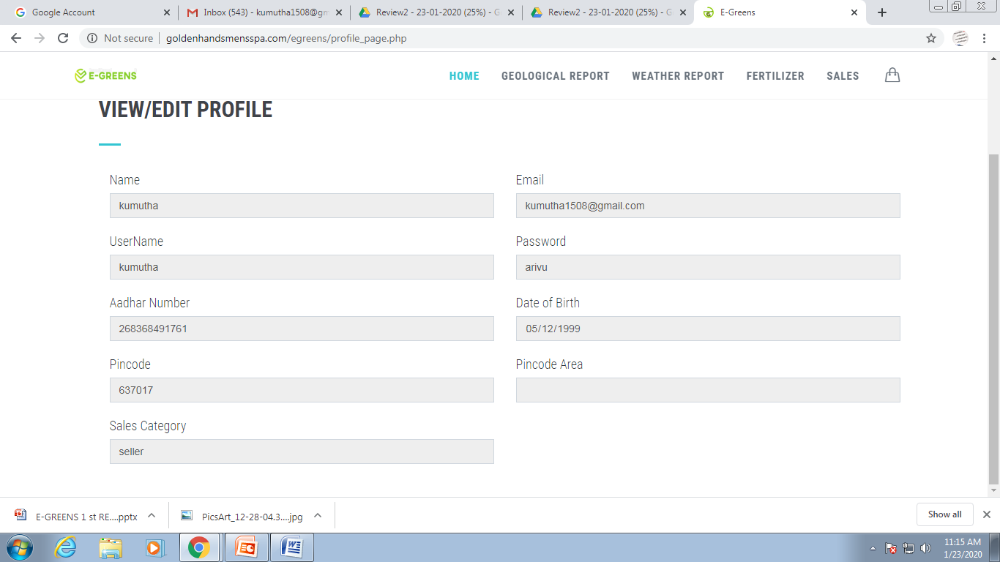 Google Account
Inbox (543) - kumutha1508@gm
Review2 - 23-01-2020 (25%) - G
Review2 - 23-01-2020 (25%) - G
E-Greens
Not secure goldenhandsmensspa.com/egreens/profile_page.php
E-GREENS
HOME GEOLOGICAL REPORT WEATHER REPORT FERTILIZER SALES
VIEW/EDIT PROFILE
Name Email
kumutha kumutha1508@gmail.com
UserName Password
kumutha arivu
Aadhar Number Date of Birth
268368491761 05/12/1999
Pincode Pincode Area
637017
Sales Category
seller
E-GREENS 1 st RE....pptx PicsArt_12-28-04.3....jpg Show all
11:15 AM
1/23/2020